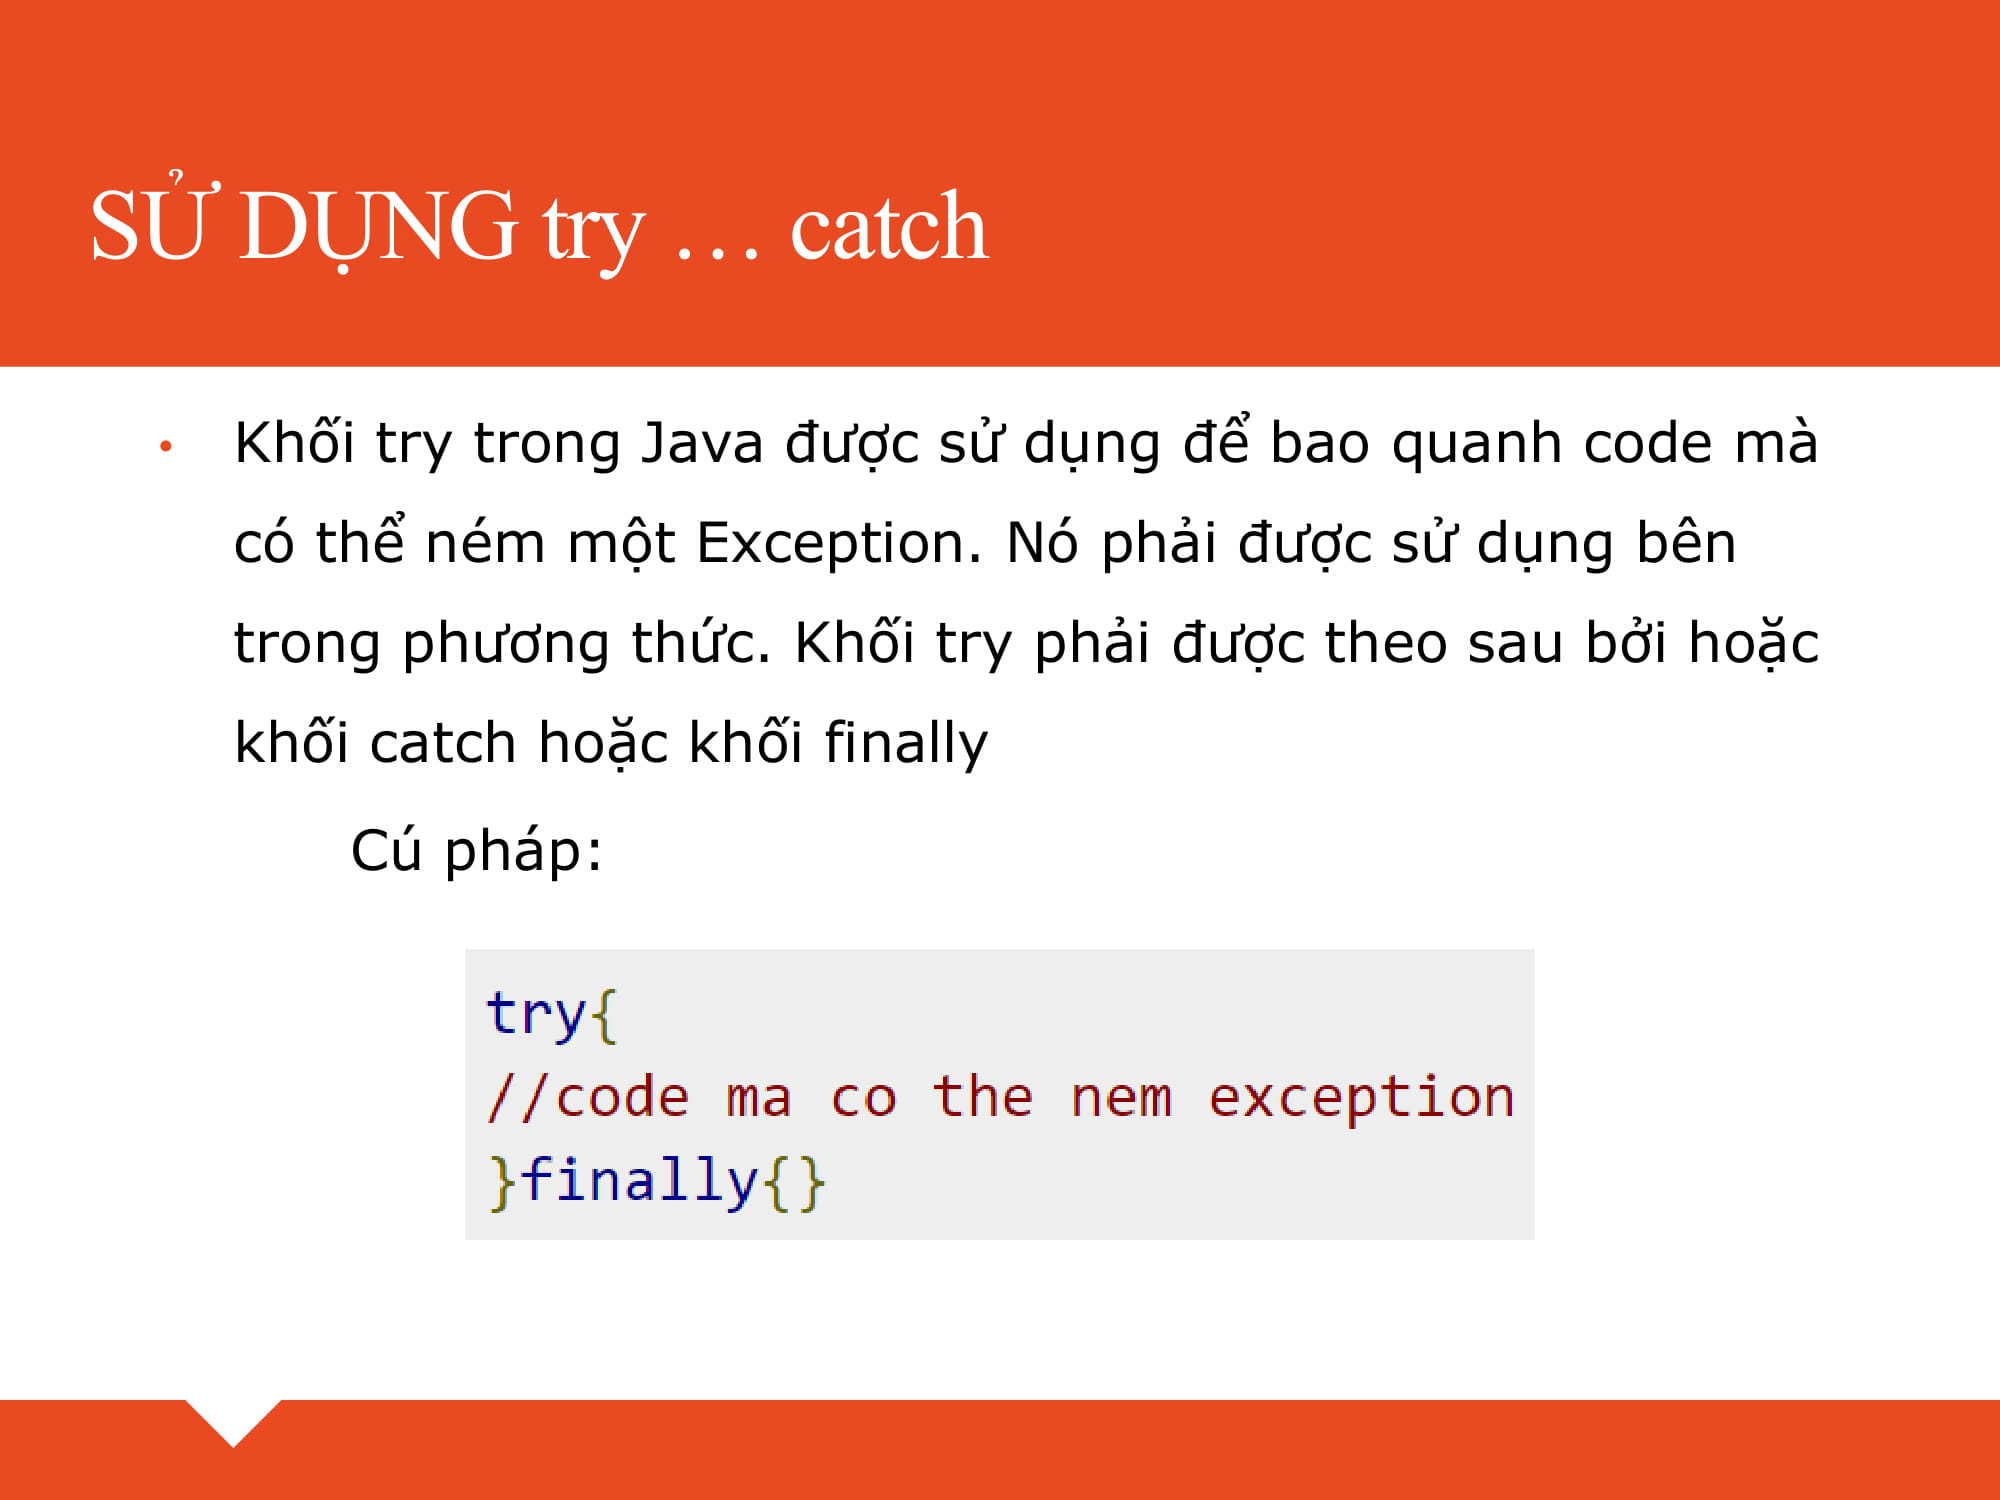 SỬ DỤNG try … catch
• Khối try trong Java được sử dụng để bao quanh code mà
có thể ném một Exception. Nó phải được sử dụng bên
trong phương thức. Khối try phải được theo sau bởi hoặc
khối catch hoặc khối finally
Cú pháp:
try{
//code ma co the nem exception
}finally{}